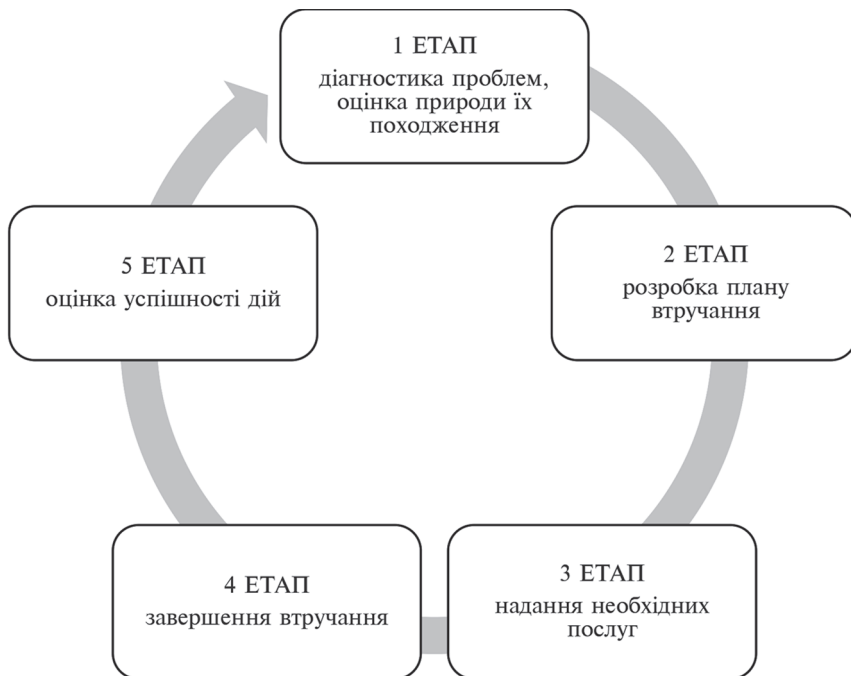 1 ЕТАП
діагностика проблем,
оцінка природи їх
походження
2 ЕТАП
розробка плану
втручання
3 ЕТАП
надання необхідних
послуг
4 ЕТАП
завершення втручання
5 ЕТАП
оцінка успішності дій